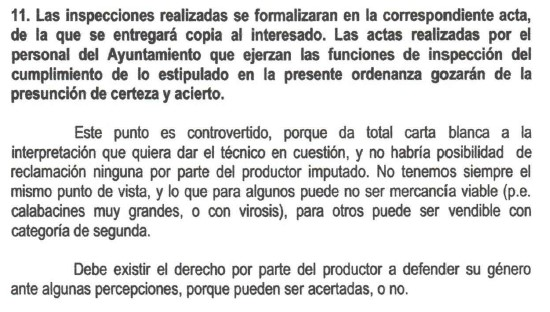 11. Las inspecciones realizadas se formalizaran en la correspondiente acta,
de la que se entregará copia al interesado. Las actas realizadas por el
personal del Ayuntamiento que ejerzan las funciones de inspección del
cumplimiento de lo estipulado en la presente ordenanza gozarán de la
presunción de certeza y acierto.
Este punto es controvertido, porque da total carta blanca a la
interpretación que quiera dar el técnico en cuestión, y no habría posibilidad de
reclamación ninguna por parte del productor imputado. No tenemos siempre el
mismo punto de vista, y lo que para algunos puede no ser mercancía viable (p.e.
calabacines muy grandes, o con virosis), para otros puede ser vendible con
categoría de segunda.
Debe existir el derecho por parte del productor a defender su género
ante algunas percepciones, porque pueden ser acertadas, o no.